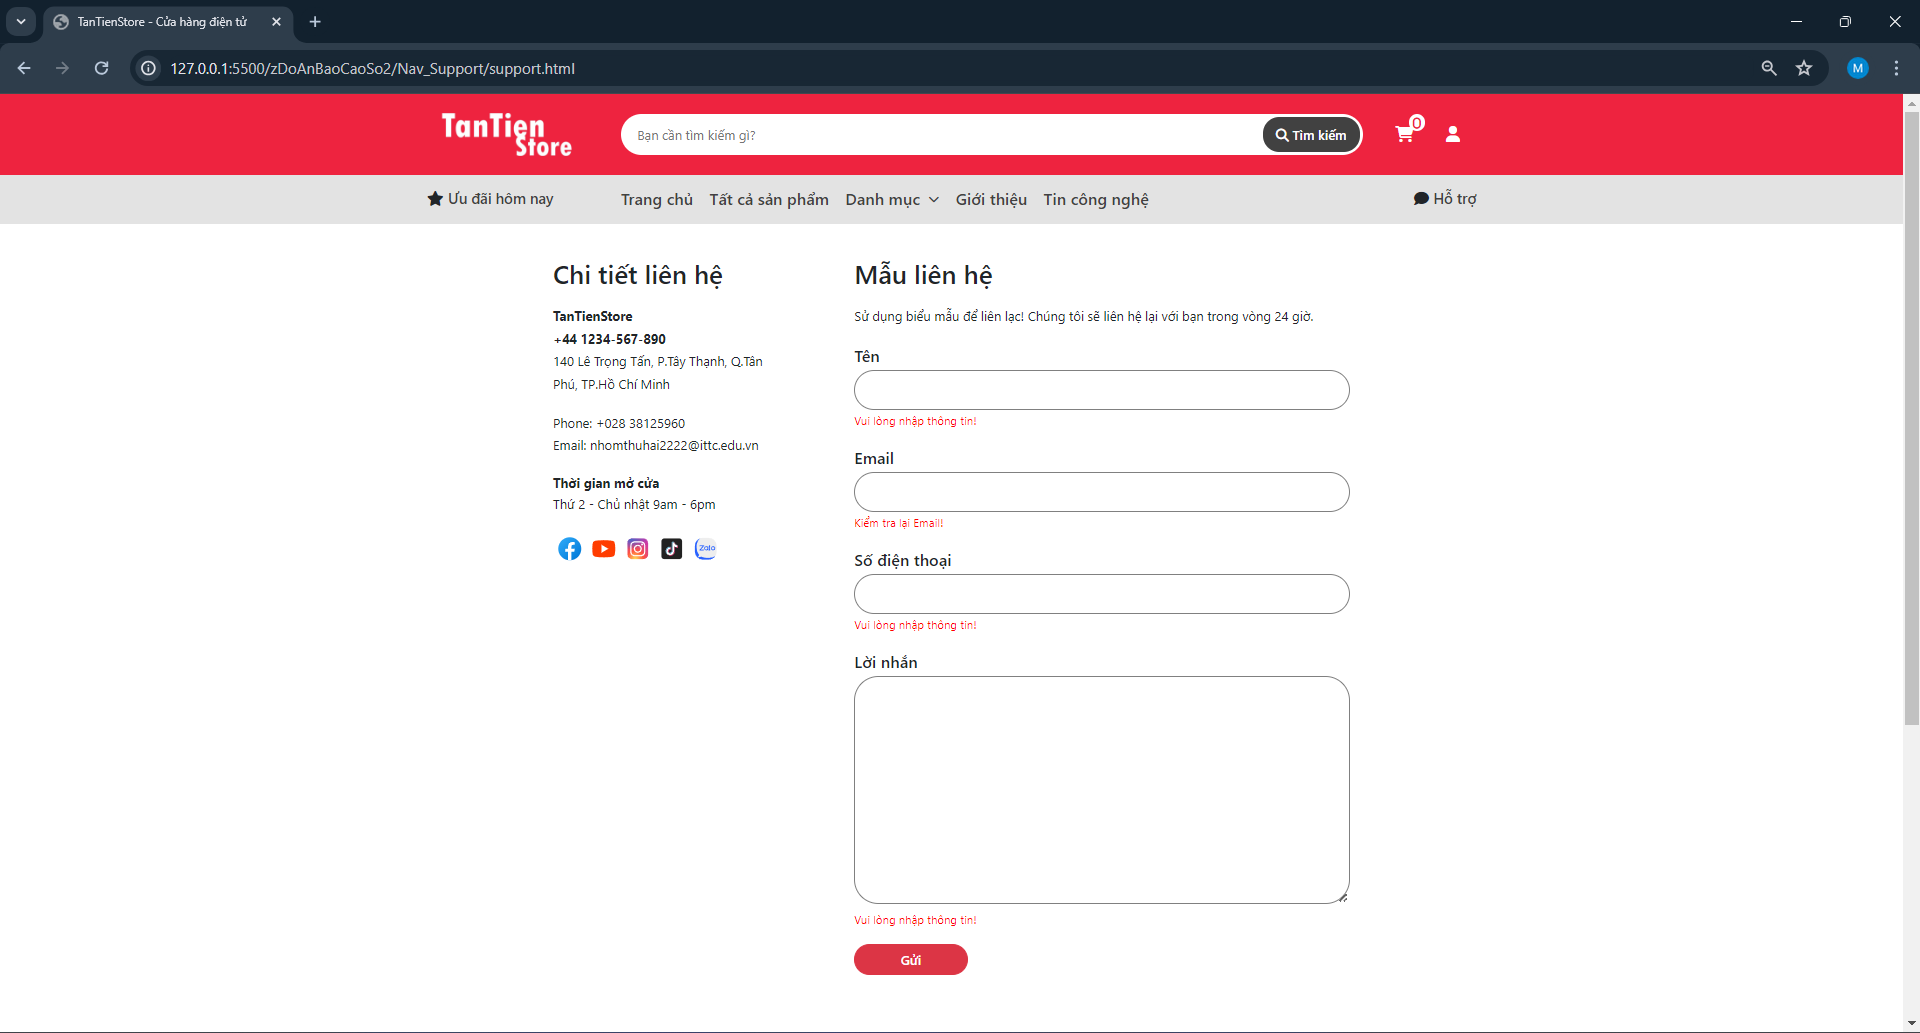 TanTienStore - Cửa hàng điện tử
127.0.0.1:5500/zDoAnBaoCaoSo2/Nav_Support/support.html
M
TanTien
Store
Bạn cần tìm kiếm gì?
Tìm kiếm
0
Ưu đãi hôm nay
Trang chủ
Tất cả sản phẩm
Danh mục
Giới thiệu
Tin công nghệ
Hỗ trợ
Chi tiết liên hệ
TanTienStore
+44 1234-567-890
140 Lê Trọng Tấn, P.Tây Thạnh, Q.Tân
Phú, TP.Hồ Chí Minh
Phone: +028 38125960
Email: nhomthuhai2222@ittc.edu.vn
Thời gian mở cửa
Thứ 2 - Chủ nhật 9am - 6pm
Zalo
Mẫu liên hệ
Sử dụng biểu mẫu để liên lạc! Chúng tôi sẽ liên hệ lại với bạn trong vòng 24 giờ.
Tên
Vui lòng nhập thông tin!
Email
Kiểm tra lại Email!
Số điện thoại
Vui lòng nhập thông tin!
Lời nhắn
Vui lòng nhập thông tin!
Gửi